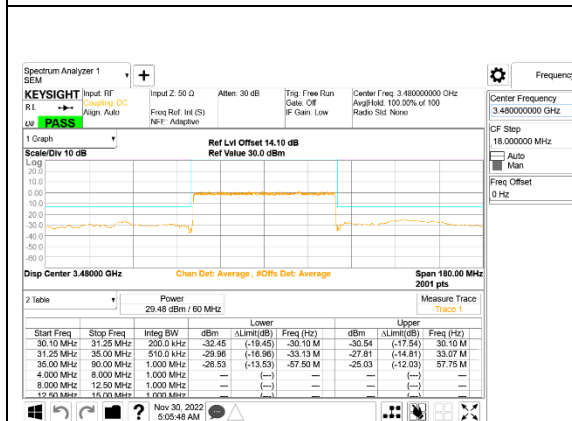 Spectrum Analyzer 1
SEM
+
Frequency
KEYSIGHT Input: RF Input Z: 50 Ω Atten: 30 dB Trig: Free Run Center Freq: 3.480000000 GHz
RL Coupling: DC Gate: Off Avg|Hold: 100.00% of 100
Align: Auto Freq Ref: Int (S) IF Gain: Low Radio Std: None
PASS NFE: Adaptive
Center Frequency
3.480000000 GHz
CF Step
18.000000 MHz
Auto
Man
Freq Offset
0 Hz
1 Graph Ref Lvl Offset 14.10 dB
Scale/Div 10 dB Ref Value 30.0 dBm
Log
20.0
10.0
0.00
-10.0
-20.0
-30.0
-40.0
-50.0
-60.0
Disp Center 3.48000 GHz Chan Det: Average , #Offs Det: Average Span 180.00 MHz
2001 pts
2 Table Power Measure Trace
29.48 dBm / 60 MHz Trace 1
Lower Upper
Start Freq Stop Freq Integ BW dBm ΔLimit(dB) Freq (Hz) dBm ΔLimit(dB) Freq (Hz)
30.10 MHz 31.25 MHz 200.0 kHz -32.45 (-19.45) -30.10 M -30.54 (-17.54) 30.10 M
31.25 MHz 35.00 MHz 510.0 kHz -29.96 (-16.96) -33.13 M -27.81 (-14.81) 33.07 M
35.00 MHz 90.00 MHz 1.000 MHz -26.53 (-13.53) -57.50 M -25.03 (-12.03) 57.75 M
4.000 MHz 8.000 MHz 1.000 MHz --- (---) --- --- (---) ---
8.000 MHz 12.50 MHz 1.000 MHz --- (---) --- --- (---) ---
12.50 MHz 15.00 MHz 1.000 MHz --- (---) --- --- (---) ---
? Nov 30, 2022
5:05:48 AM